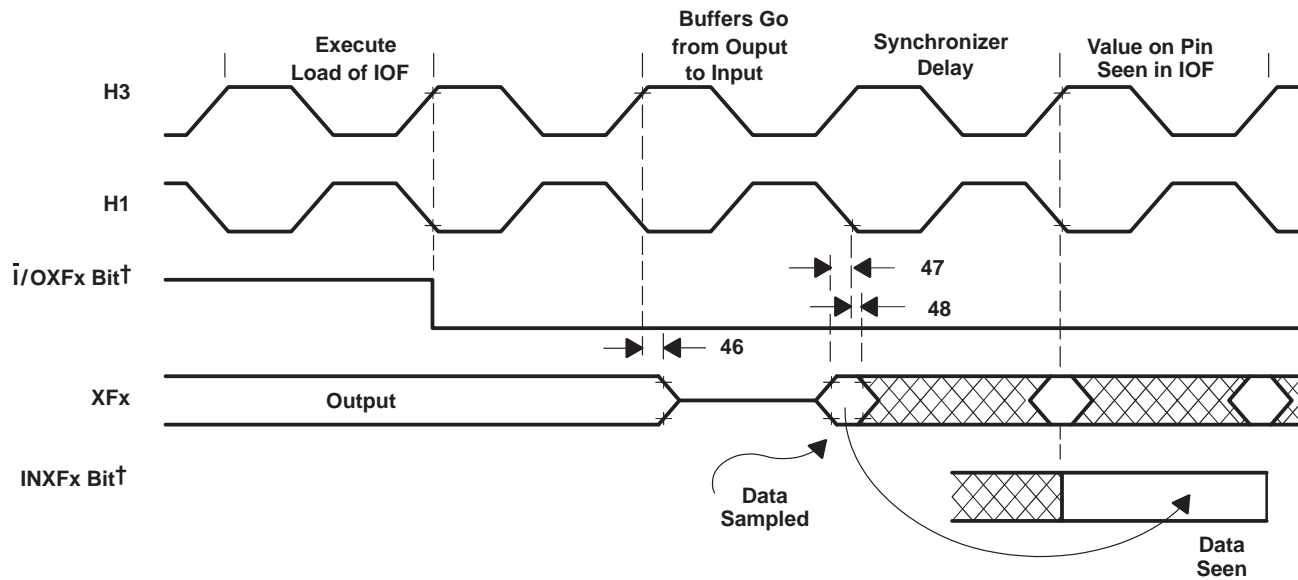 Execute
Load of IOF
Buffers Go
from Ouput
to Input
Synchronizer
Delay
Value on Pin
Seen in IOF
H3
H1
Ī/OXFx Bit†
47
48
46
XFx
Output
INXFx Bit†
Data
Sampled
Data
Seen